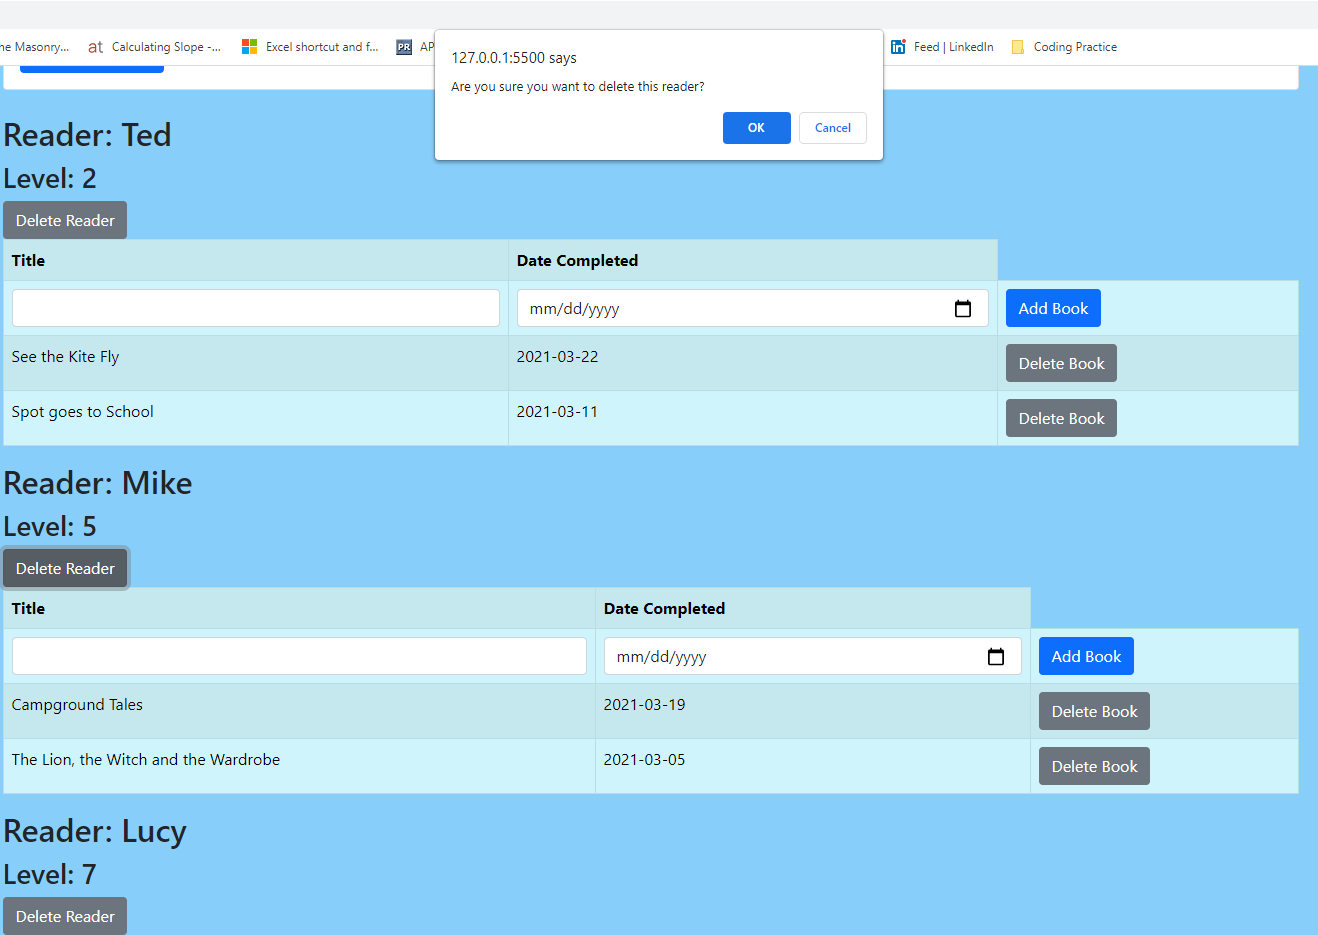 ne Masonry...
at Calculating Slope -...
Excel shortcut and f...
PR AP
in Feed | LinkedIn
Coding Practice
127.0.0.1:5500 says
Are you sure you want to delete this reader?
OK
Cancel
Reader: Ted
Level: 2
Delete Reader
Title Date Completed
mm/dd/yyyy Add Book
See the Kite Fly 2021-03-22 Delete Book
Spot goes to School 2021-03-11 Delete Book
Reader: Mike
Level: 5
Delete Reader
Title Date Completed
mm/dd/yyyy Add Book
Campground Tales 2021-03-19 Delete Book
The Lion, the Witch and the Wardrobe 2021-03-05 Delete Book
Reader: Lucy
Level: 7
Delete Reader